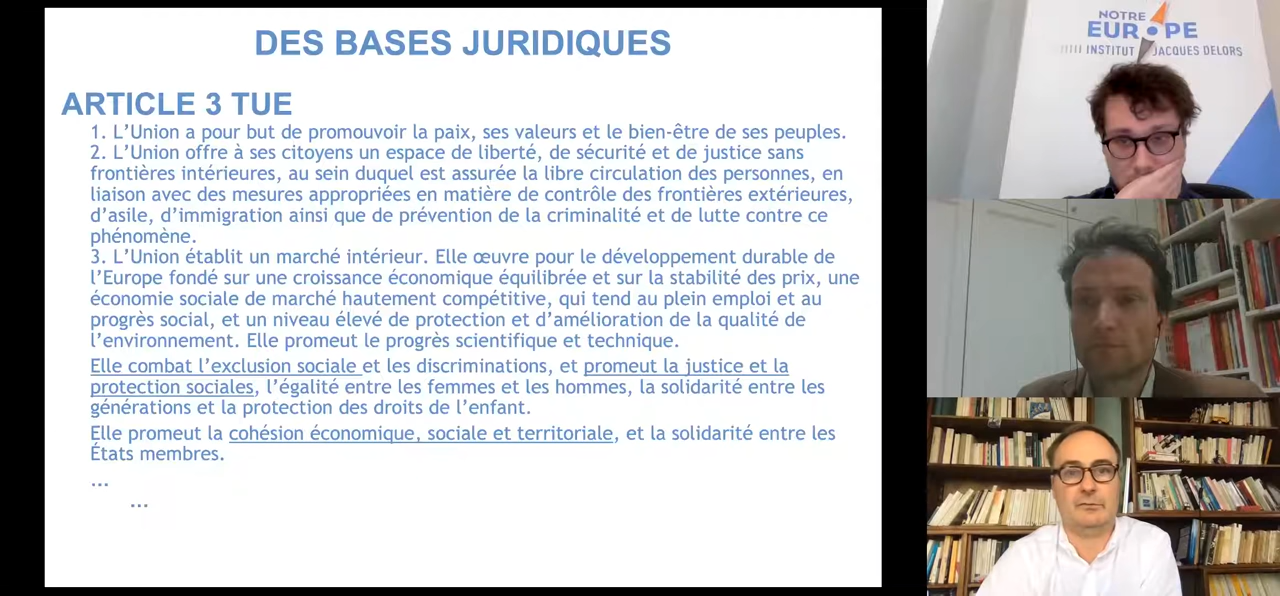 DES BASES JURIDIQUES
ARTICLE 3 TUE
1. L’Union a pour but de promouvoir la paix, ses valeurs et le bien-être de ses peuples.
2. L’Union offre à ses citoyens un espace de liberté, de sécurité et de justice sans
frontières intérieures, au sein duquel est assurée la libre circulation des personnes, en
liaison avec des mesures appropriées en matière de contrôle des frontières extérieures,
d’asile, d’immigration ainsi que de prévention de la criminalité et de lutte contre ce
phénomène.
3. L’Union établit un marché intérieur. Elle œuvre pour le développement durable de
l’Europe fondé sur une croissance économique équilibrée et sur la stabilité des prix, une
économie sociale de marché hautement compétitive, qui tend au plein emploi et au
progrès social, et un niveau élevé de protection et d’amélioration de la qualité de
l’environnement. Elle promeut le progrès scientifique et technique.
Elle combat l’exclusion sociale et les discriminations, et promeut la justice et la
protection sociales, l’égalité entre les femmes et les hommes, la solidarité entre les
générations et la protection des droits de l’enfant.
Elle promeut la cohésion économique, sociale et territoriale, et la solidarité entre les
États membres.
...
...
NOTRE
EUROPE
INSTITUT JACQUES DELORS